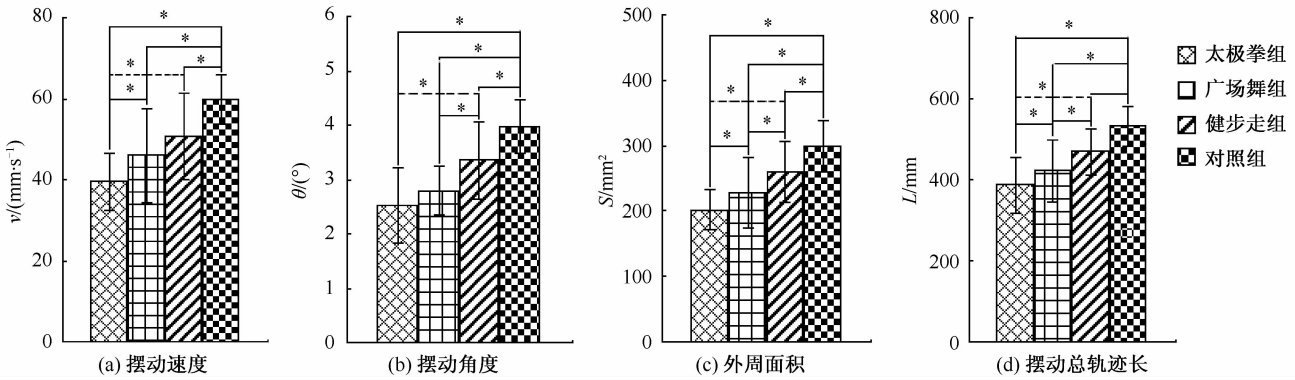 80
60
40
20
0
v/(mm·s⁻¹)
* * * * *
(a) 摆动速度
6
5
4
3
2
1
0
θ/(°)
* * * * *
(b) 摆动角度
500
400
300
200
100
0
S/mm²
* * * * * *
(c) 外周面积
800
600
400
200
0
L/mm
* * * * *
(d) 摆动总轨迹长
太极拳组
广场舞组
健步走组
对照组